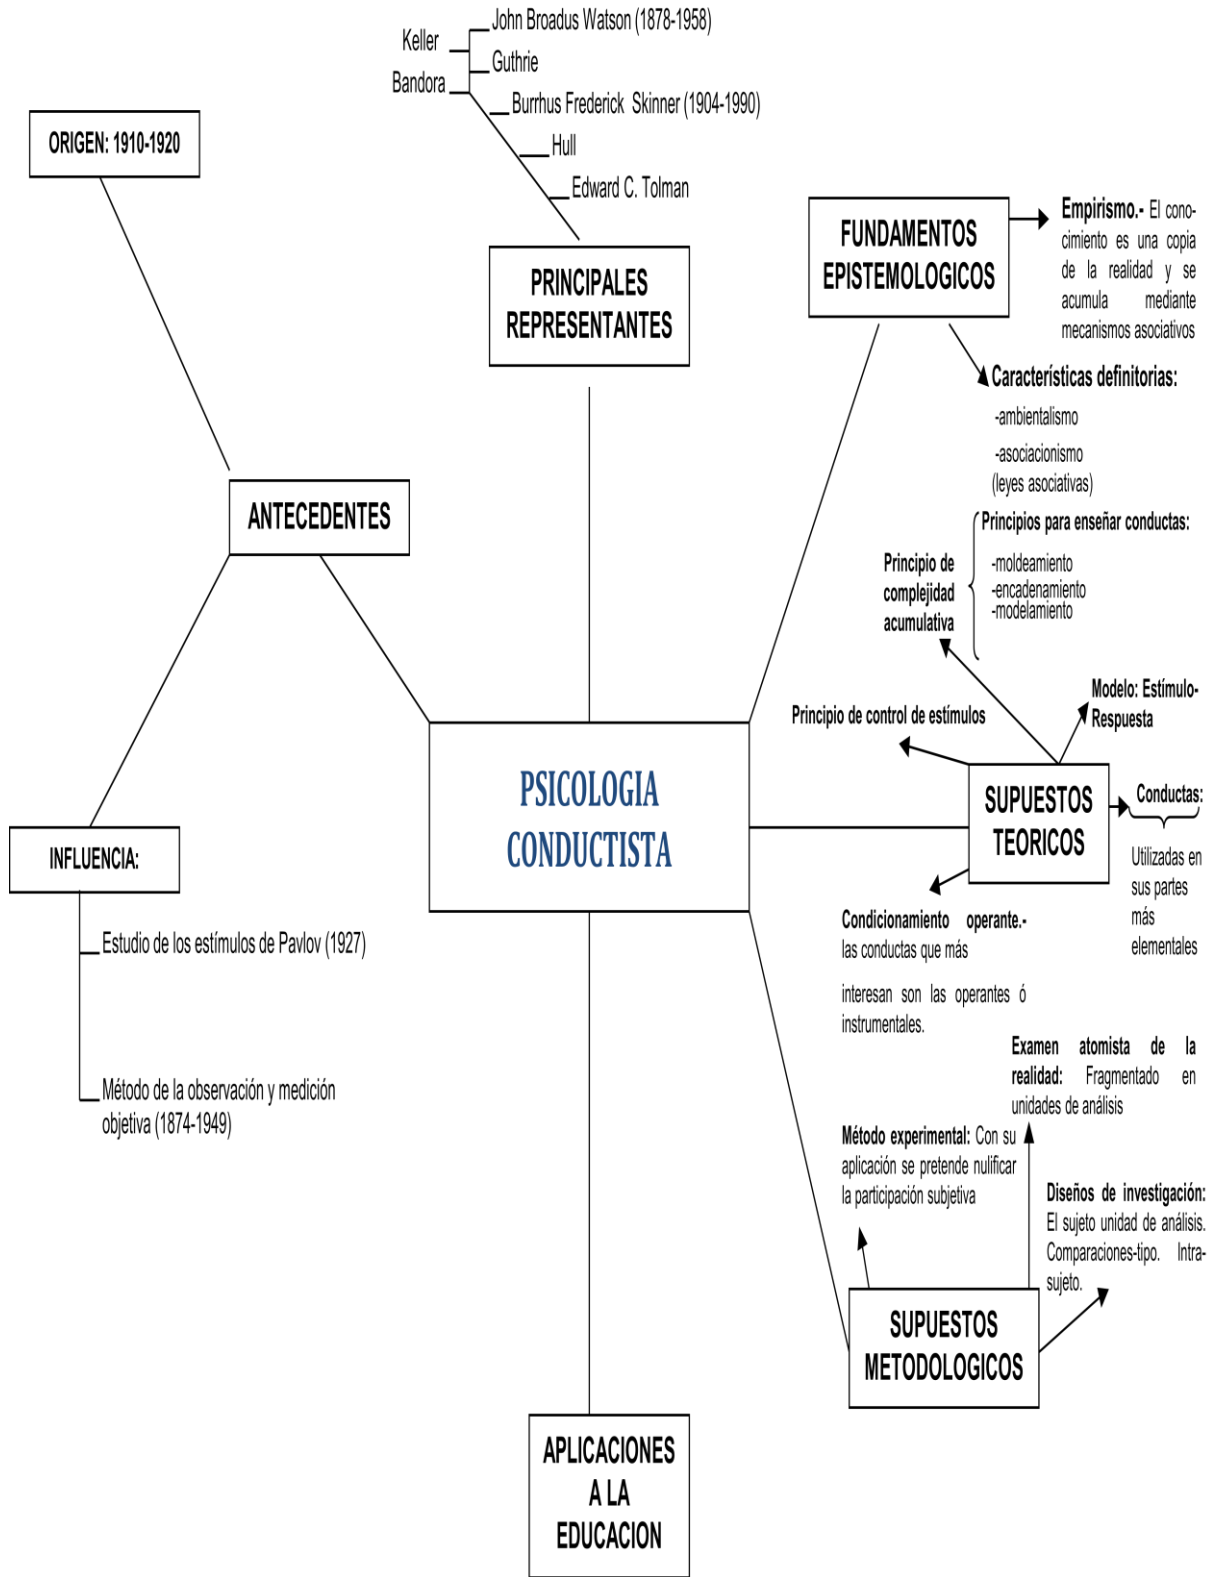 John Broadus Watson (1878-1958)
Keller
Guthrie
Bandora
Burrhus Frederick Skinner (1904-1990)
Hull
Edward C. Tolman
ORIGEN: 1910-1920
PRINCIPALES
REPRESENTANTES
FUNDAMENTOS
EPISTEMOLOGICOS
Empirismo.- El cono-
cimiento es una copia
de la realidad y se
acumula mediante
mecanismos asociativos
Características definitorias:
-ambientalismo
-asociacionismo
(leyes asociativas)
ANTECEDENTES
Principios para enseñar conductas:
-moldeamiento
-encadenamiento
-modelamiento
Principio de
complejidad
acumulativa
Modelo: Estímulo-
Respuesta
Principio de control de estímulos
PSICOLOGIA
CONDUCTISTA
SUPUESTOS
TEORICOS
Conductas:
Utilizadas en
sus partes
más
elementales
INFLUENCIA:
Estudio de los estímulos de Pavlov (1927)
Método de la observación y medición
objetiva (1874-1949)
Condicionamiento operante.-
las conductas que más
interesan son las operantes ó
instrumentales.
Examen atomista de la
realidad: Fragmentado en
unidades de análisis
Método experimental: Con su
aplicación se pretende nulificar
la participación subjetiva
Diseños de investigación:
El sujeto unidad de análisis.
Comparaciones-tipo. Intra-
sujeto.
SUPUESTOS
METODOLOGICOS
APLICACIONES
A LA
EDUCACION